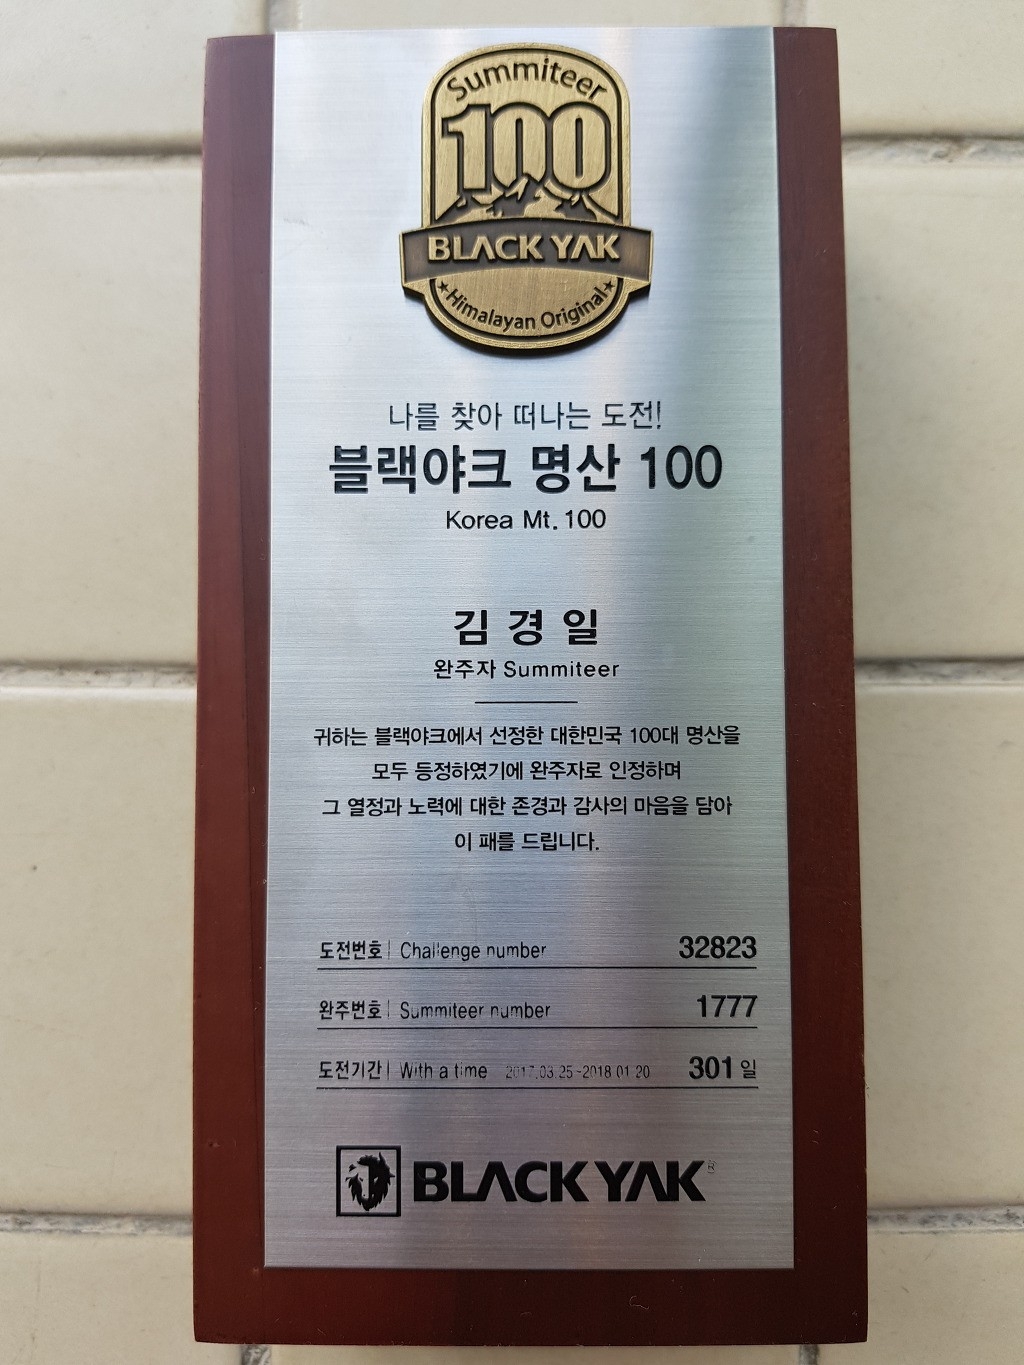 Summiteer
100
BLACK YAK
★Himalayan Original★
나를 찾아 떠나는 도전!
블랙야크 명산 100
Korea Mt. 100
김 경 일
완주자 Summiteer
귀하는 블랙야크에서 선정한 대한민국 100대 명산을
모두 등정하였기에 완주자로 인정하며
그 열정과 노력에 대한 존경과 감사의 마음을 담아
이 패를 드립니다.
도전번호 | Challenge number 32823
완주번호 | Summiteer number 1777
도전기간 | With a time 2017.03.25~2018.01.20 301 일
BLACK YAK®